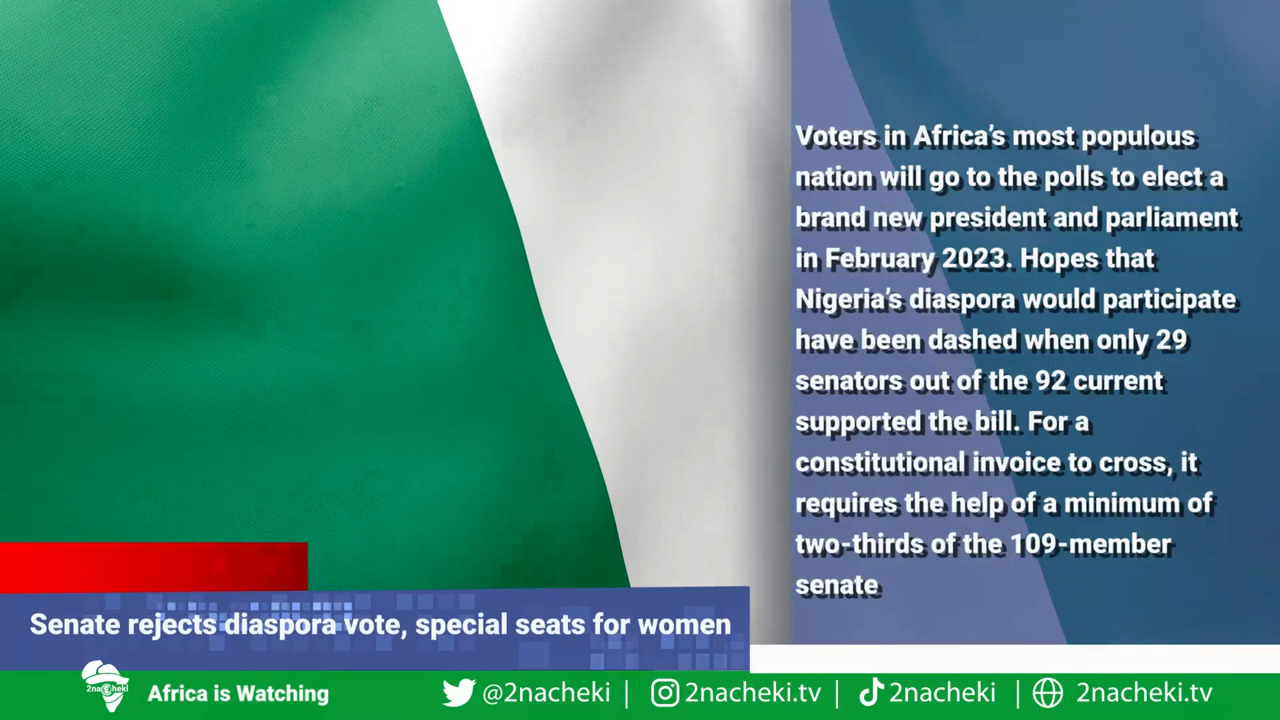 Voters in Africa’s most populous
nation will go to the polls to elect a
brand new president and parliament
in February 2023. Hopes that
Nigeria’s diaspora would participate
have been dashed when only 29
senators out of the 92 current
supported the bill. For a
constitutional invoice to cross, it
requires the help of a minimum of
two-thirds of the 109-member
senate
Senate rejects diaspora vote, special seats for women
2nacheki
Africa is Watching
@2nacheki | 2nacheki.tv | 2nacheki | 2nacheki.tv